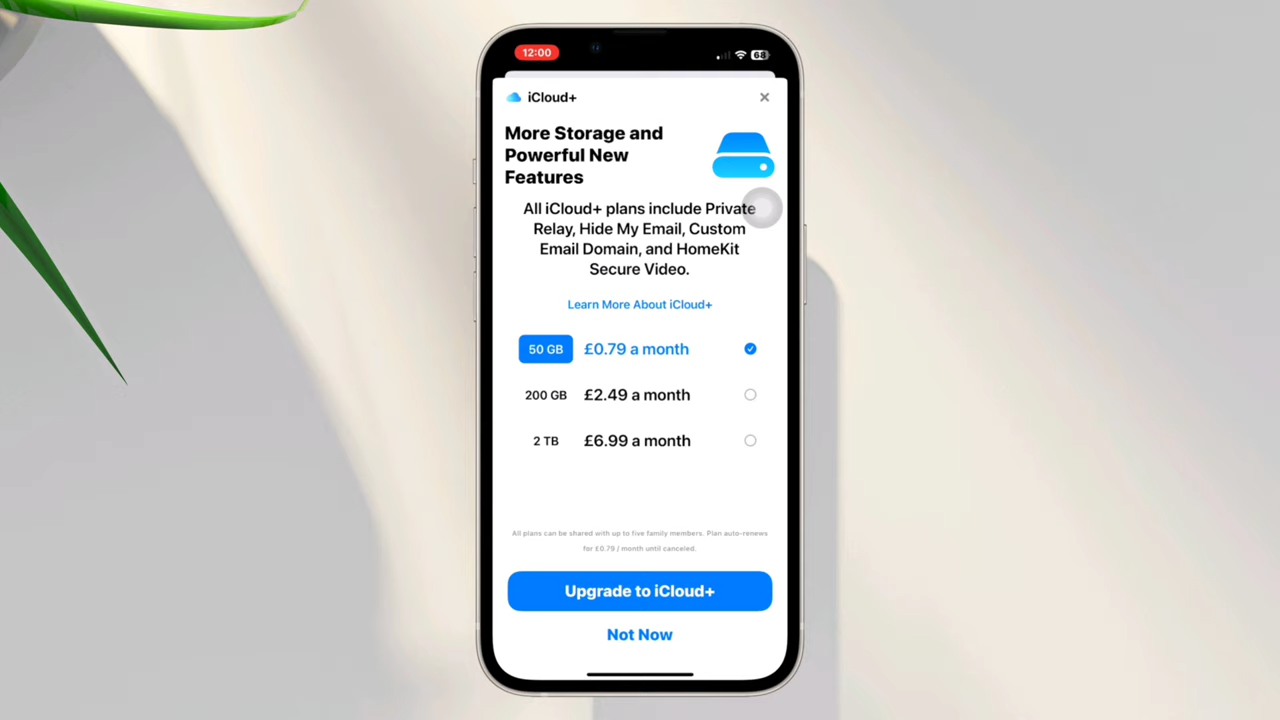 12:00
68
iCloud+
More Storage and
Powerful New
Features
All iCloud+ plans include Private
Relay, Hide My Email, Custom
Email Domain, and HomeKit
Secure Video.
Learn More About iCloud+
50 GB £0.79 a month
200 GB £2.49 a month
2 TB £6.99 a month
All plans can be shared with up to five family members. Plan auto-renews
for £0.79 / month until canceled.
Upgrade to iCloud+
Not Now